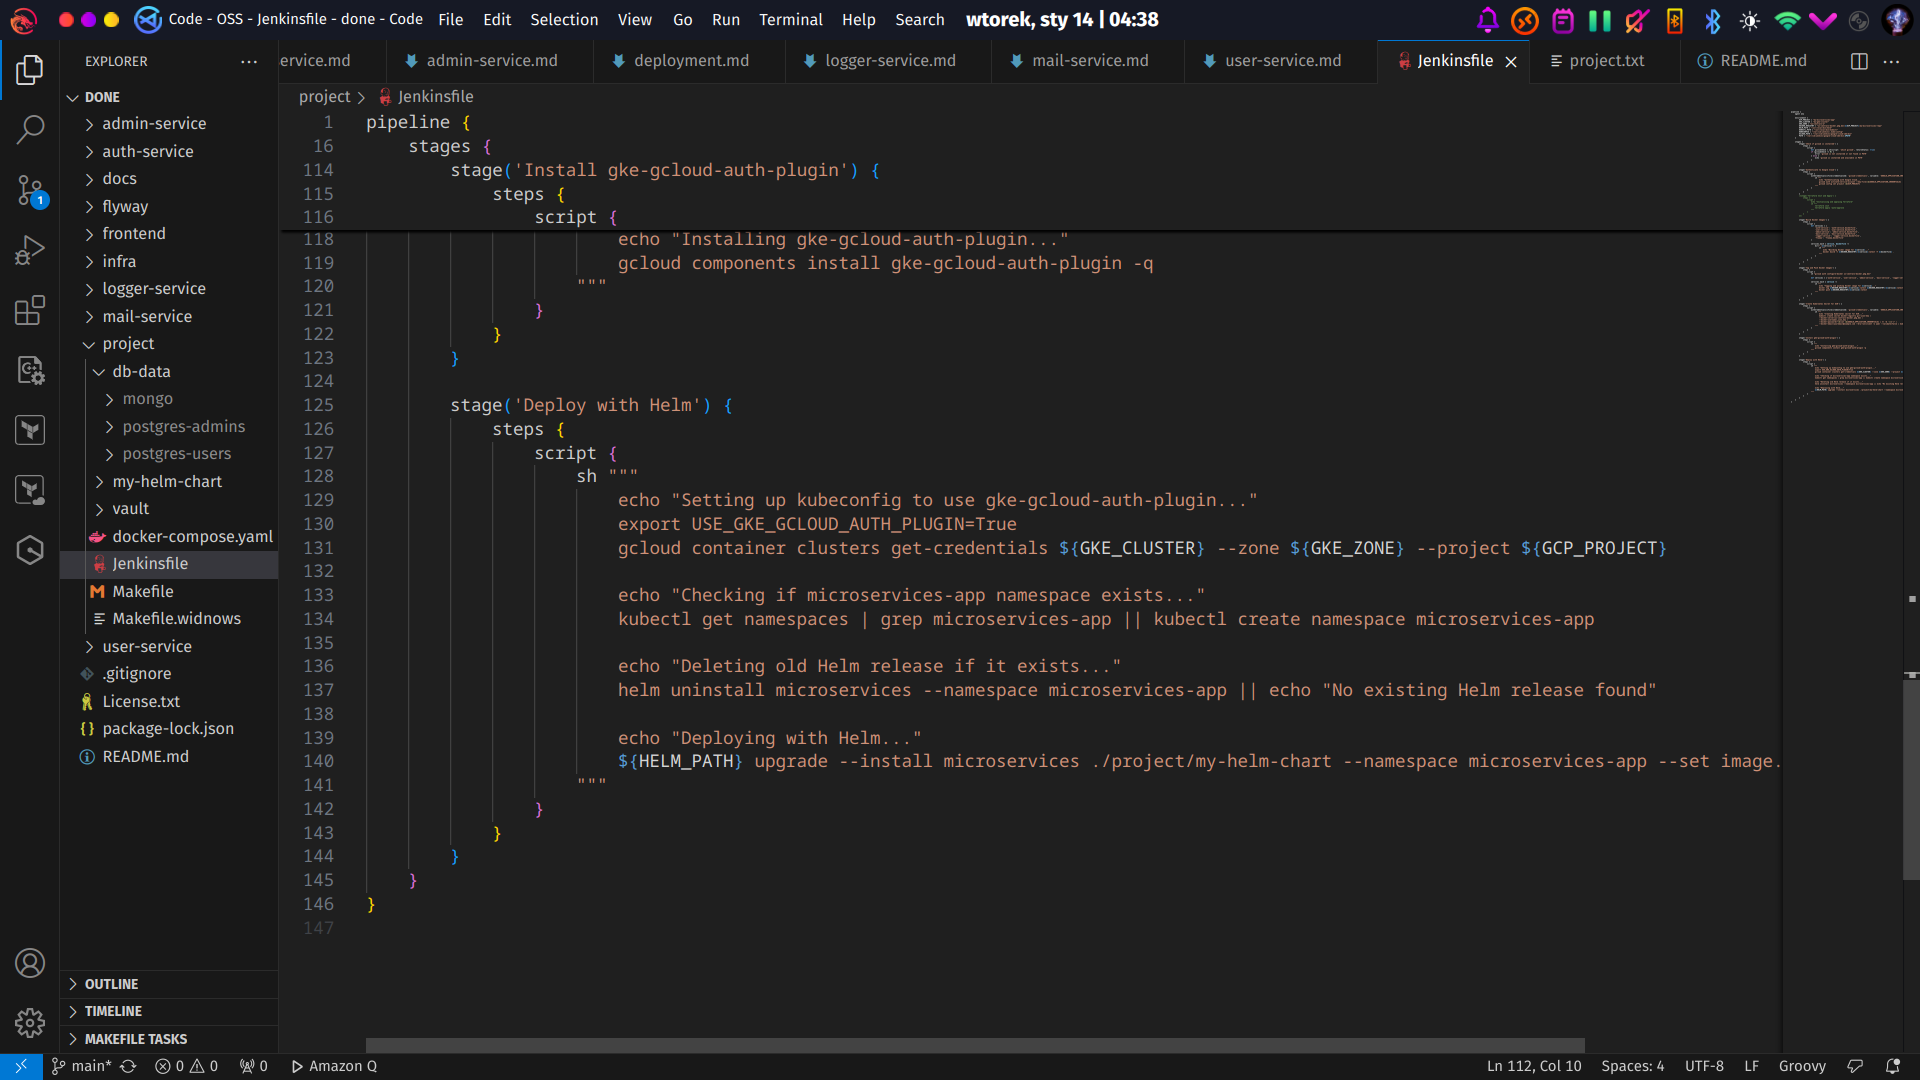 Code - OSS - Jenkinsfile - done - Code File Edit Selection View Go Run Terminal Help Search wtorek, sty 14 | 04:38
EXPLORER
ervice.md admin-service.md deployment.md logger-service.md mail-service.md user-service.md Jenkinsfile project.txt README.md
project > Jenkinsfile
DONE
admin-service
auth-service
docs
flyway
frontend
infra
logger-service
mail-service
project
db-data
mongo
postgres-admins
postgres-users
my-helm-chart
vault
docker-compose.yaml
Jenkinsfile
Makefile
Makefile.widnows
user-service
.gitignore
License.txt
package-lock.json
README.md
OUTLINE
TIMELINE
MAKEFILE TASKS
1
1 pipeline {
16 stages {
114 stage('Install gke-gcloud-auth-plugin') {
115 steps {
116 script {
118 echo "Installing gke-gcloud-auth-plugin..."
119 gcloud components install gke-gcloud-auth-plugin -q
120 """
121 }
122 }
123 }
124
125 stage('Deploy with Helm') {
126 steps {
127 script {
128 sh """
129 echo "Setting up kubeconfig to use gke-gcloud-auth-plugin..."
130 export USE_GKE_GCLOUD_AUTH_PLUGIN=True
131 gcloud container clusters get-credentials ${GKE_CLUSTER} --zone ${GKE_ZONE} --project ${GCP_PROJECT}
132
133 echo "Checking if microservices-app namespace exists..."
134 kubectl get namespaces | grep microservices-app || kubectl create namespace microservices-app
135
136 echo "Deleting old Helm release if it exists..."
137 helm uninstall microservices --namespace microservices-app || echo "No existing Helm release found"
138
139 echo "Deploying with Helm..."
140 ${HELM_PATH} upgrade --install microservices ./project/my-helm-chart --namespace microservices-app --set image.
141 """
142 }
143 }
144 }
145 }
146 }
147
main* 0 0 0 Amazon Q Ln 112, Col 10 Spaces: 4 UTF-8 LF Groovy